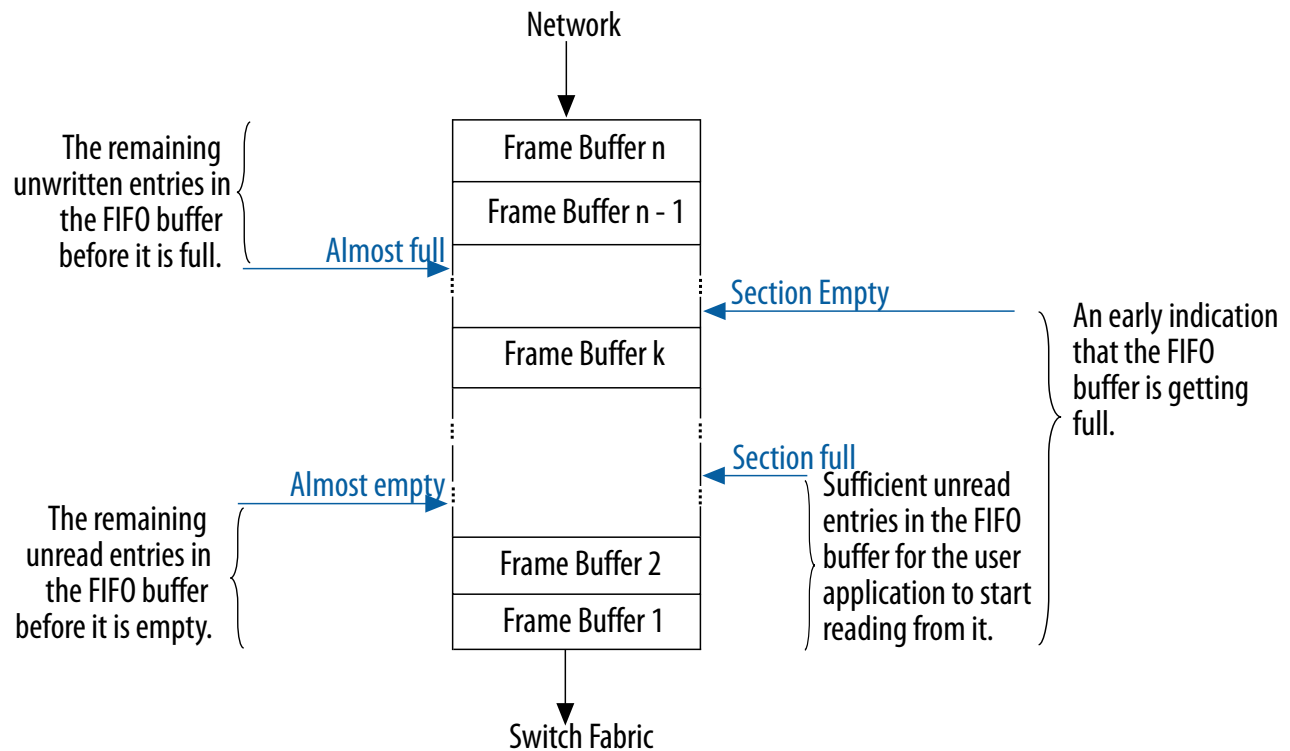 Network
Frame Buffer n
The remaining
unwritten entries in
the FIFO buffer
before it is full.
Frame Buffer n - 1
Almost full
Section Empty
An early indication
that the FIFO
buffer is getting
full.
Frame Buffer k
Section full
Almost empty
Sufficient unread
entries in the FIFO
buffer for the user
application to start
reading from it.
The remaining
unread entries in
the FIFO buffer
before it is empty.
Frame Buffer 2
Frame Buffer 1
Switch Fabric